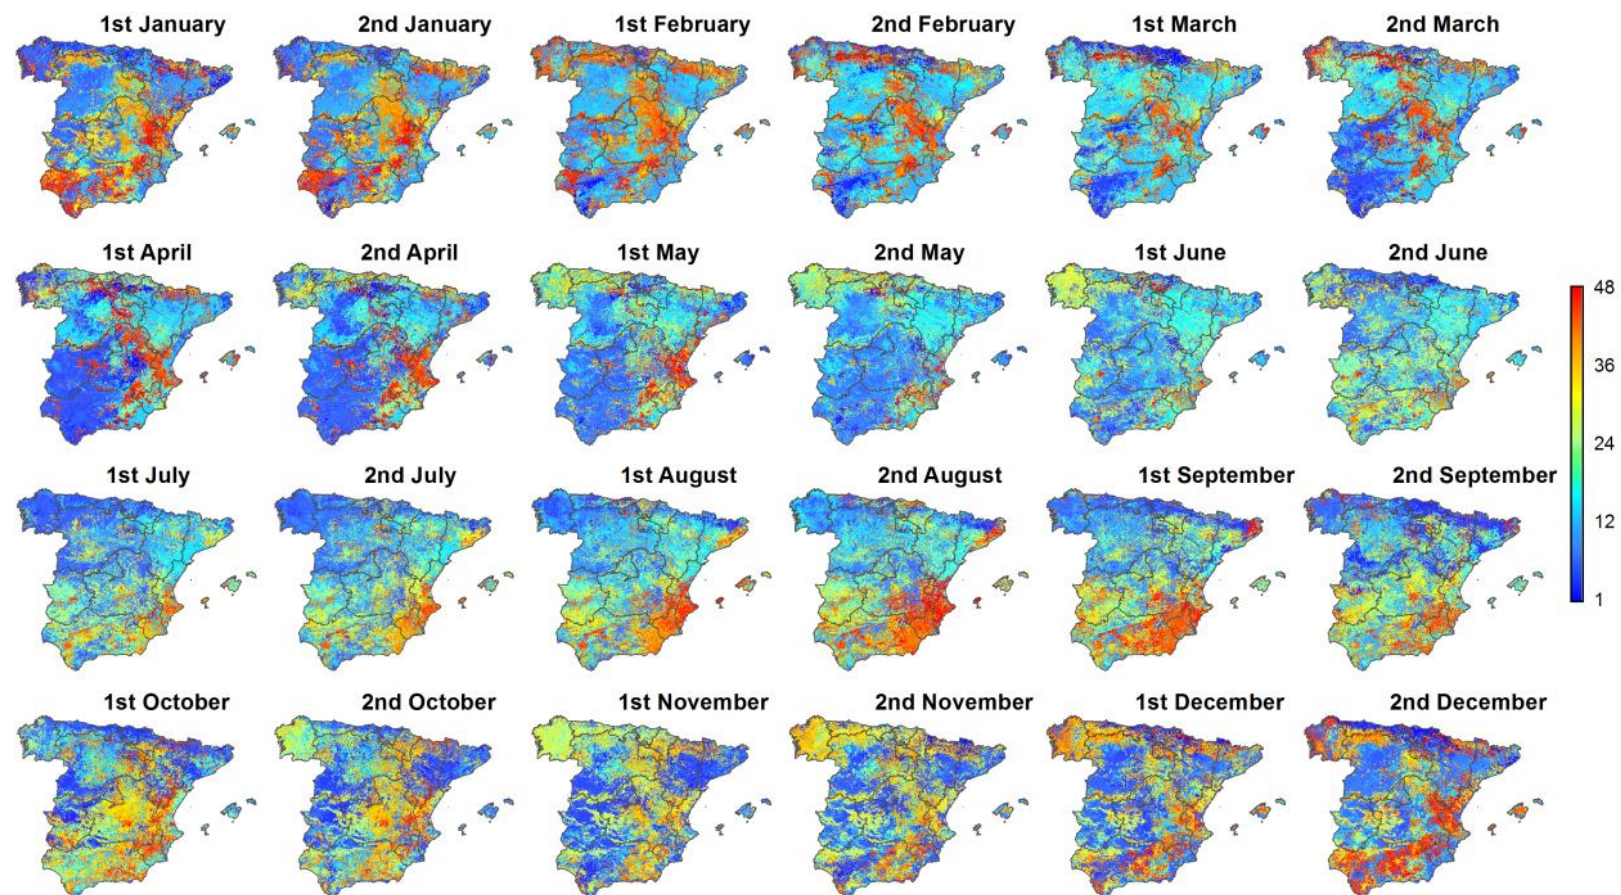 1st January
2nd January
1st February
2nd February
1st March
2nd March
1st April
2nd April
1st May
2nd May
1st June
2nd June
48
36
24
12
1
1st July
2nd July
1st August
2nd August
1st September
2nd September
1st October
2nd October
1st November
2nd November
1st December
2nd December